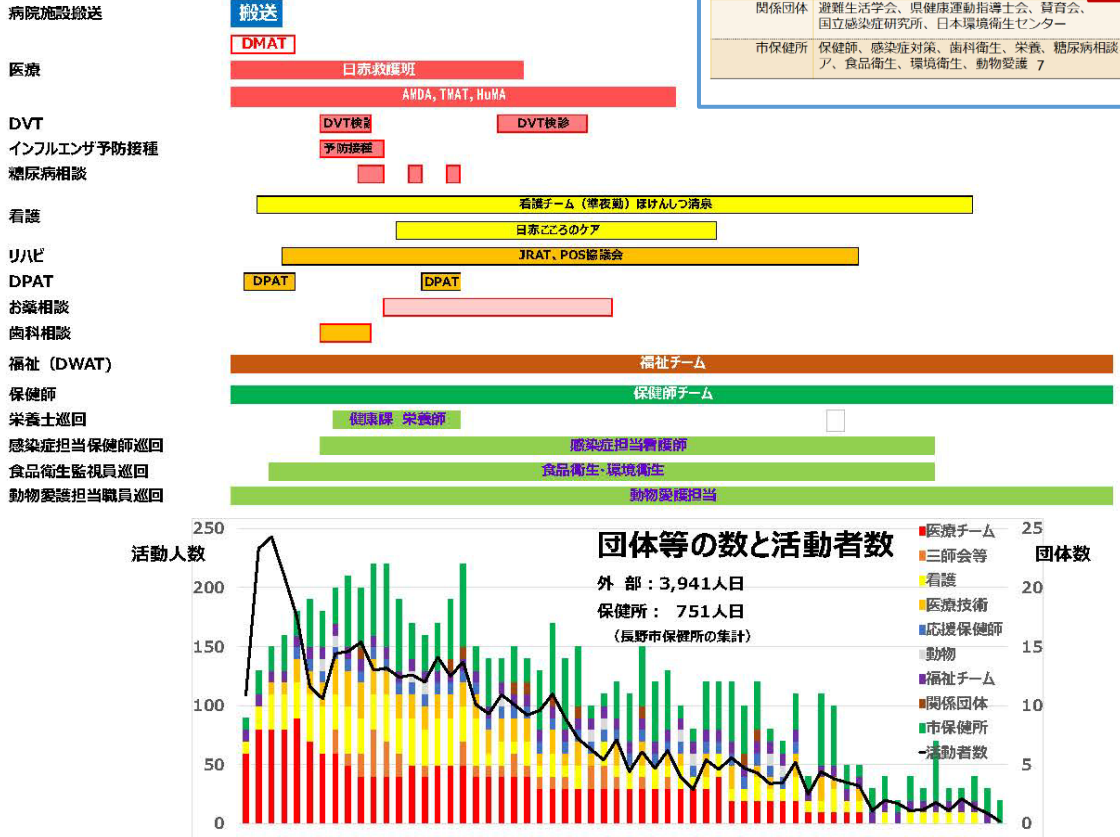 病院施設搬送
搬送
関係団体 避難生活学会、県健康運動指導士会、賛育会、
国立感染症研究所、日本環境衛生センター
市保健所 保健師、感染症対策、歯科衛生、栄養、糖尿病相談
ア、食品衛生、環境衛生、動物愛護 7
DMAT
医療
日赤救護班
AMDA, TMAT, HuMA
DVT
DVT検診
DVT検診
インフルエンザ予防接種
予防接種
糖尿病相談
看護
看護チーム（準夜勤）ほけんしつ清泉
日赤こころのケア
リハビ
JRAT、POS協議会
DPAT
DPAT
DPAT
お薬相談
歯科相談
福祉（DWAT)
福祉チーム
保健師
保健師チーム
栄養士巡回
健康課 栄養師
感染症担当保健師巡回
感染症担当看護師
食品衛生監視員巡回
食品衛生・環境衛生
動物愛護担当職員巡回
動物愛護担当
活動人数
団体数
団体等の数と活動者数
外 部：3,941人日
保健所： 751人日
（長野市保健所の集計）
250
200
150
100
50
0
25
20
15
10
5
0
医療チーム
三師会等
看護
医療技術
応援保健師
動物
福祉チーム
関係団体
市保健所
活動者数